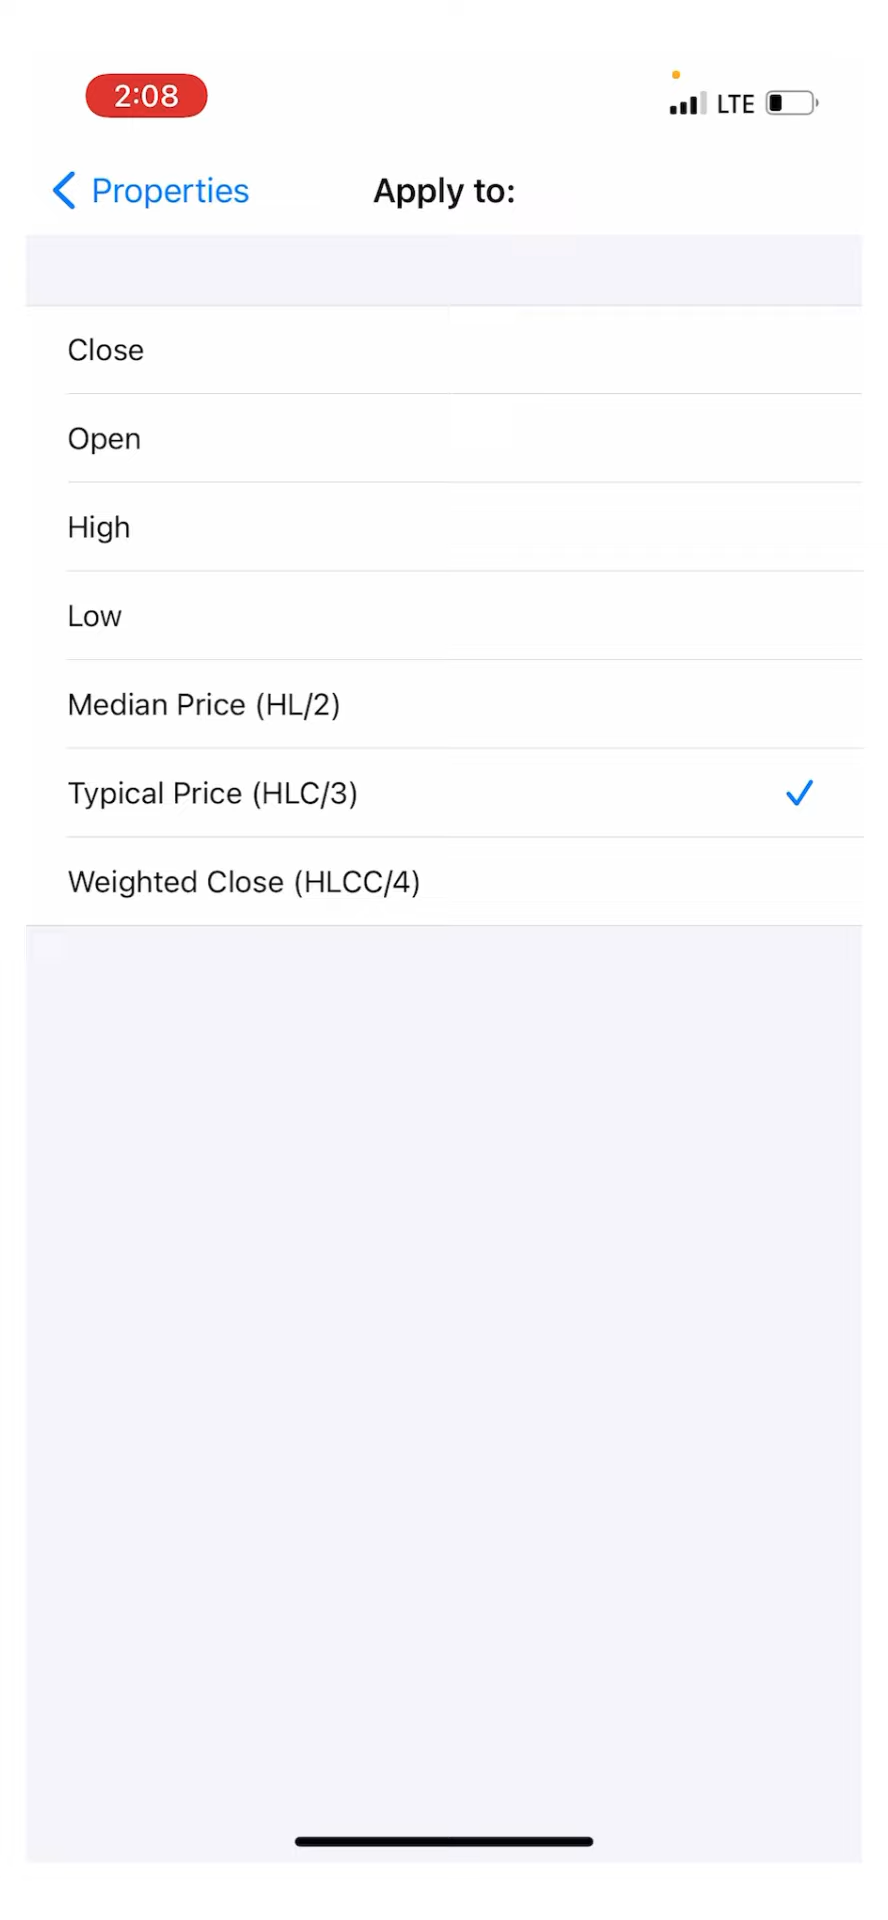 2:08
LTE
Properties
Apply to:
Close
Open
High
Low
Median Price (HL/2)
Typical Price (HLC/3)
Weighted Close (HLCC/4)